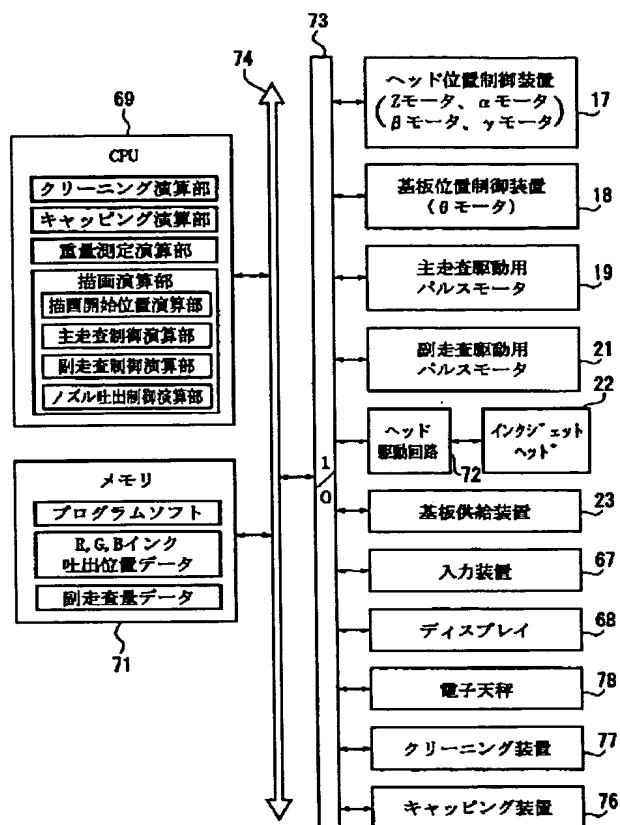 73
74
69
CPU
クリーニング演算部
キャッピング演算部
重量測定演算部
描画演算部
描画開始位置演算部
主走査制御演算部
副走査制御演算部
ノズル吐出制御演算部
メモリ
プログラムソフト
R,G,Bインク
吐出位置データ
副走査量データ
71
I/O
ヘッド位置制御装置
(Zモータ、αモータ
βモータ、γモータ)
17
基板位置制御装置
(θモータ)
18
主走査駆動用
パルスモータ
19
副走査駆動用
パルスモータ
21
ヘッド
駆動回路
72
インクジェット
ヘッド
22
基板供給装置
23
入力装置
67
ディスプレイ
68
電子天秤
78
クリーニング装置
77
キャッピング装置
76